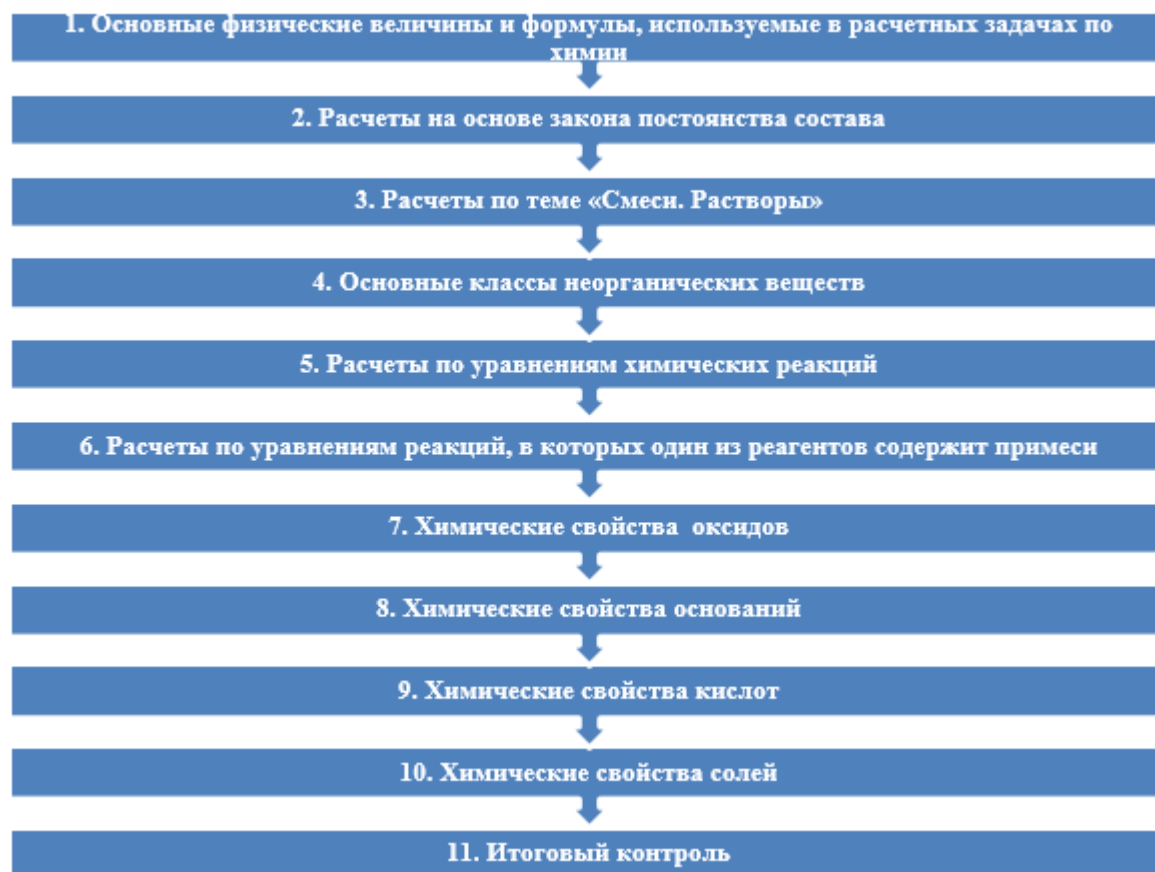 1. Основные физические величины и формулы, используемые в расчетных задачах по
химии
2. Расчеты на основе закона постоянства состава
3. Расчеты по теме «Смеси. Растворы»
4. Основные классы неорганических веществ
5. Расчеты по уравнениям химических реакций
6. Расчеты по уравнениям реакций, в которых один из реагентов содержит примеси
7. Химические свойства  оксидов
8. Химические свойства оснований
9. Химические свойства кислот
10. Химические свойства солей
11. Итоговый контроль